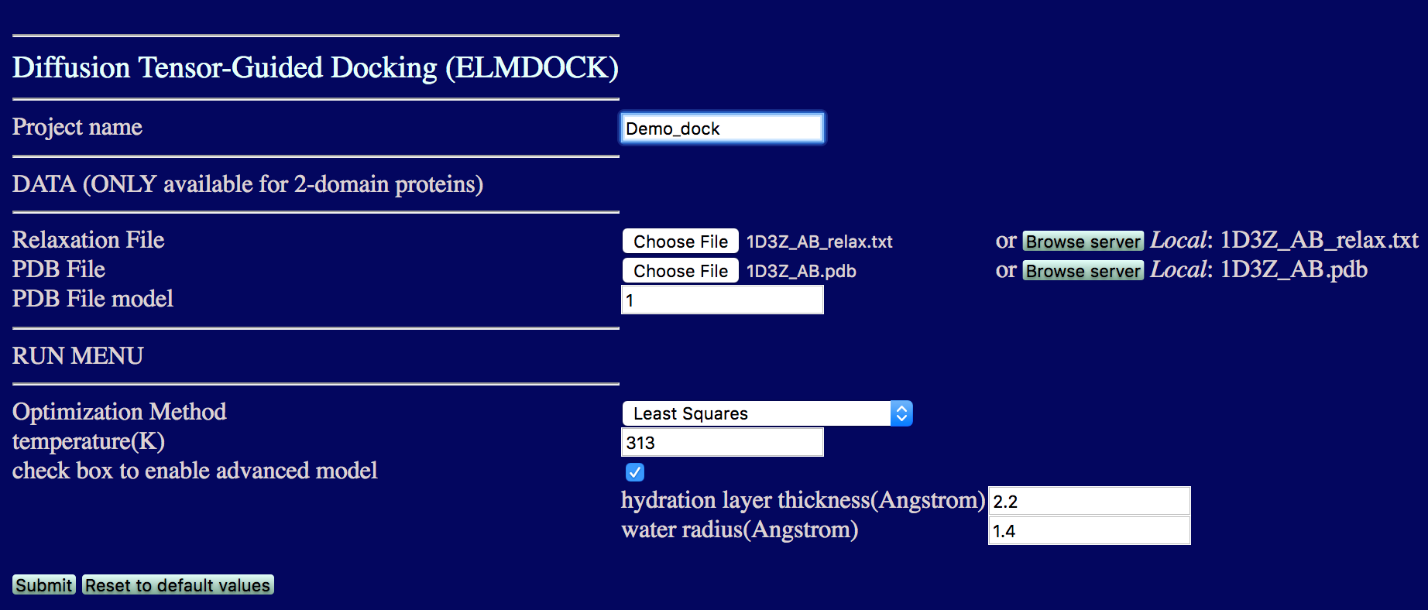 Diffusion Tensor-Guided Docking (ELMDOCK)
Project name Demo_dock
DATA (ONLY available for 2-domain proteins)
Relaxation File Choose File 1D3Z_AB_relax.txt or Browse server Local: 1D3Z_AB_relax.txt
PDB File Choose File 1D3Z_AB.pdb or Browse server Local: 1D3Z_AB.pdb
PDB File model 1
RUN MENU
Optimization Method Least Squares
temperature(K) 313
check box to enable advanced model
hydration layer thickness(Angstrom) 2.2
water radius(Angstrom) 1.4
Submit Reset to default values